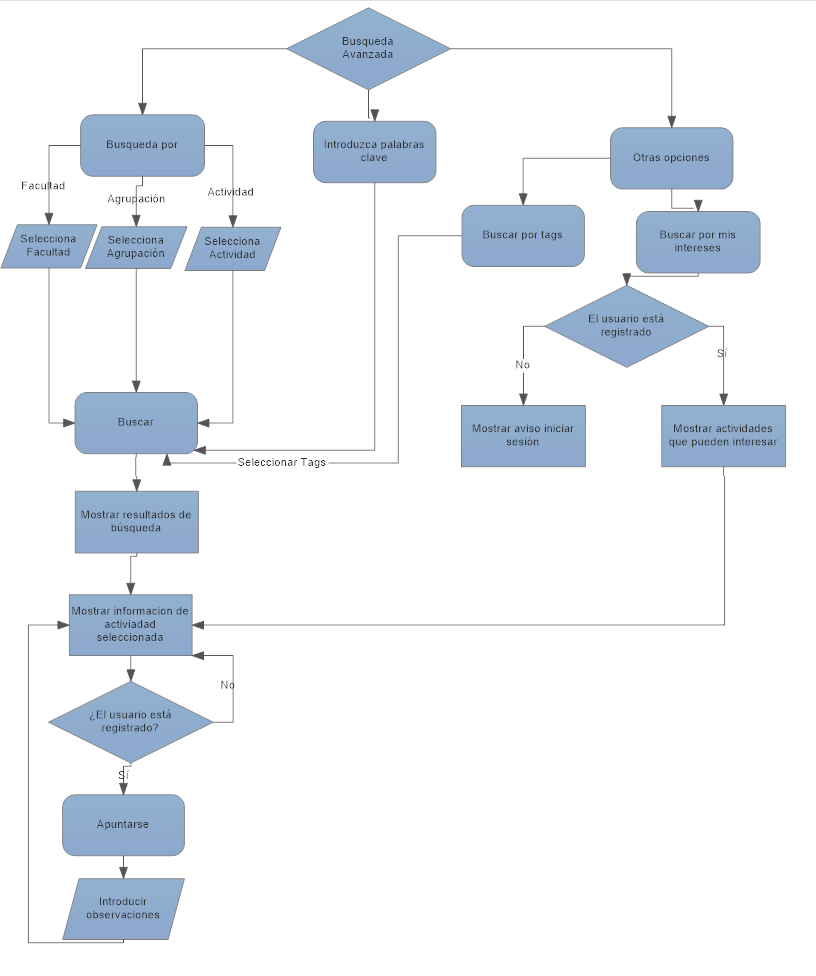 Busqueda
Avanzada
Busqueda por
Introduzca palabras
clave
Otras opciones
Facultad
Agrupación
Actividad
Selecciona
Facultad
Selecciona
Agrupación
Selecciona
Actividad
Buscar por tags
Buscar por mis
intereses
El usuario está
registrado
No
Sí
Buscar
Mostrar aviso iniciar
sesión
Mostrar actividades
que pueden interesar
Seleccionar Tags
Mostrar resultados de
búsqueda
Mostrar informacion de
activiadad
seleccionada
No
¿El usuario está
registrado?
Sí
Apuntarse
Introducir
observaciones